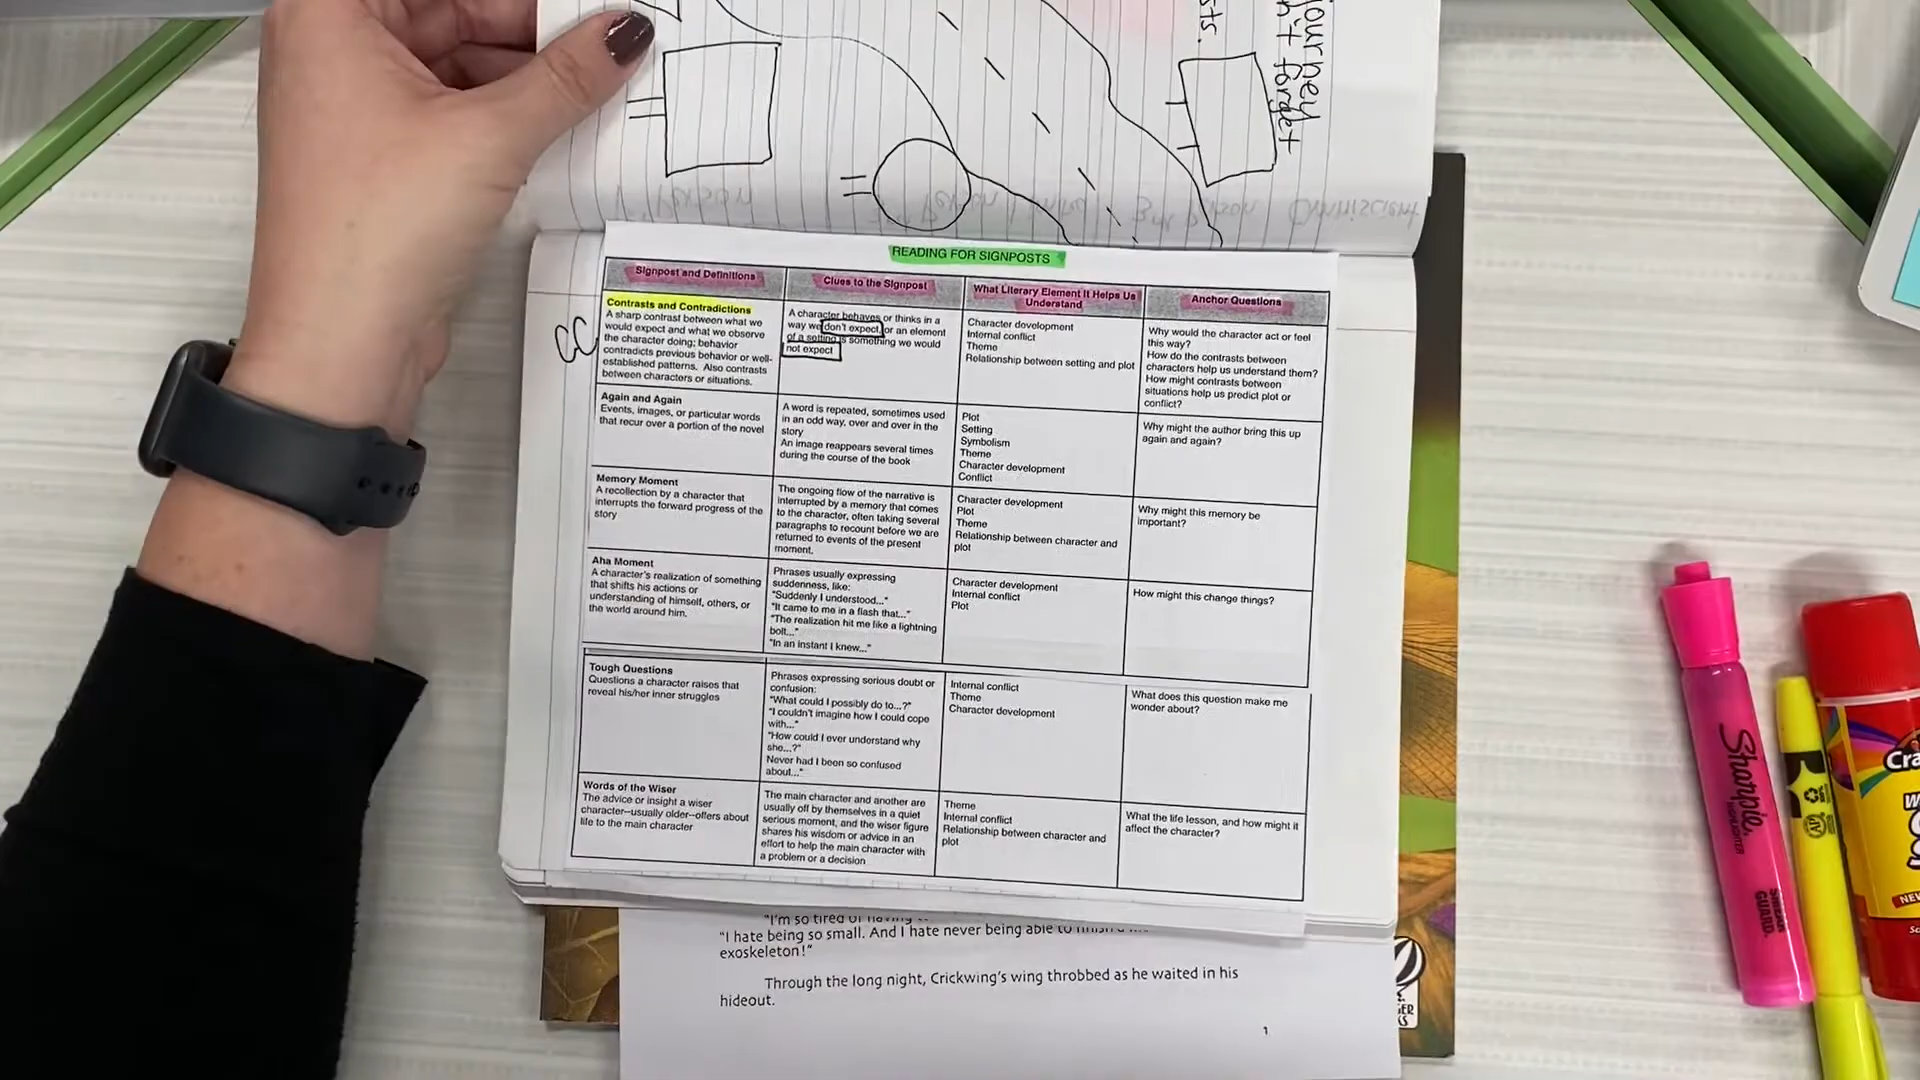 Journey
n't forget
sts.
1st Person
3rd Person
Omniscient
READING FOR SIGNPOSTS
Signpost and Definitions
Clues to the Signpost
What Literary Element It Helps Us
Understand
Anchor Questions
CC
Contrasts and Contradictions
A sharp contrast between what we
would expect and what we observe
the character doing; behavior
contradicts previous behavior or well-
established patterns. Also contrasts
between characters or situations.
A character behaves or thinks in a
way we don't expect, or an element
of a setting is something we would
not expect
Character development
Internal conflict
Theme
Relationship between setting and plot
Why would the character act or feel
this way?
How do the contrasts between
characters help us understand them?
How might contrasts between
situations help us predict plot or
conflict?
Again and Again
Events, images, or particular words
that recur over a portion of the novel
A word is repeated, sometimes used
in an odd way, over and over in the
story
An image reappears several times
during the course of the book
Plot
Setting
Symbolism
Theme
Character development
Conflict
Why might the author bring this up
again and again?
Memory Moment
A recollection by a character that
interrupts the forward progress of the
story
The ongoing flow of the narrative is
interrupted by a memory that comes
to the character, often taking several
paragraphs to recount before we are
returned to events of the present
moment.
Character development
Plot
Theme
Relationship between character and
plot
Why might this memory be
important?
Aha Moment
A character's realization of something
that shifts his actions or
understanding of himself, others, or
the world around him.
Phrases usually expressing
suddenness, like:
"Suddenly I understood..."
"It came to me in a flash that..."
"The realization hit me like a lightning
bolt..."
"In an instant I knew..."
Character development
Internal conflict
Plot
How might this change things?
Tough Questions
Questions a character raises that
reveal his/her inner struggles
Phrases expressing serious doubt or
confusion:
"What could I possibly do to...?"
"I couldn't imagine how I could cope
with..."
"How could I ever understand why
she...?"
Never had I been so confused
about..."
Internal conflict
Theme
Character development
What does this question make me
wonder about?
Words of the Wiser
The advice or insight a wiser
character--usually older--offers about
life to the main character
The main character and another are
usually off by themselves in a quiet
serious moment, and the wiser figure
shares his wisdom or advice in an
effort to help the main character with
a problem or a decision
Theme
Internal conflict
Relationship between character and
plot
What the life lesson, and how might it
affect the character?
"I'm so tired of having
"I hate being so small. And I hate never being able to finish
exoskeleton!"
Through the long night, Crickwing's wing throbbed as he waited in his
hideout.
1
Sharpie
HIGHLIGHTER
SMEAR
GUARD
AP
Cra
NEW